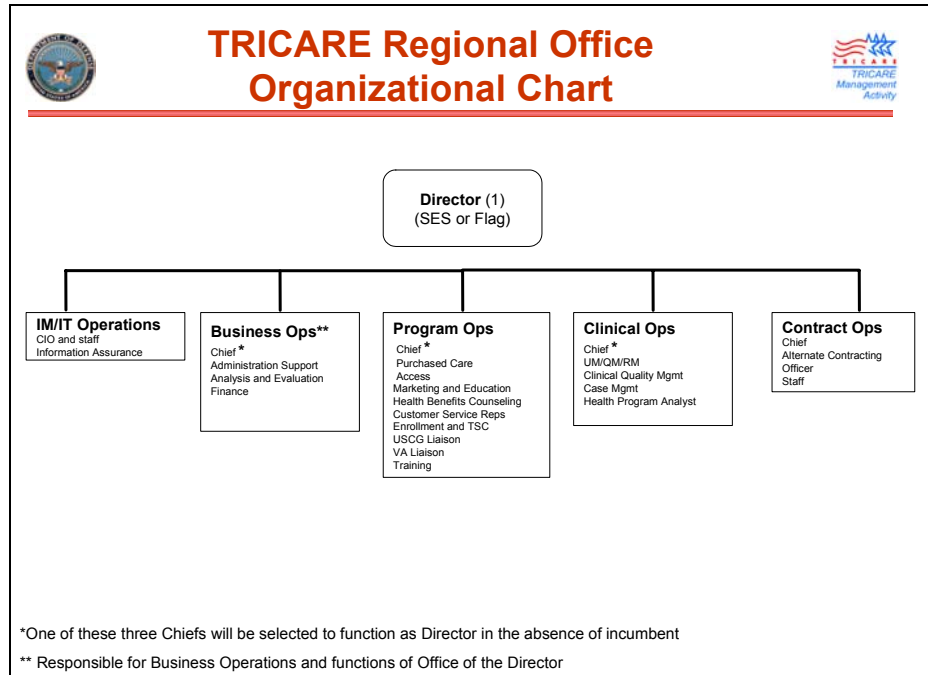 TRICARE Regional Office
Organizational Chart
TRICARE
TRICARE
Management
Activity
Director (1)
(SES or Flag)
IM/IT Operations
CIO and staff
Information Assurance
Business Ops**
Chief *
Administration Support
Analysis and Evaluation
Finance
Program Ops
Chief *
Purchased Care
Access
Marketing and Education
Health Benefits Counseling
Customer Service Reps
Enrollment and TSC
USCG Liaison
VA Liaison
Training
Clinical Ops
Chief *
UM/QM/RM
Clinical Quality Mgmt
Case Mgmt
Health Program Analyst
Contract Ops
Chief
Alternate Contracting
Officer
Staff
*One of these three Chiefs will be selected to function as Director in the absence of incumbent
** Responsible for Business Operations and functions of Office of the Director